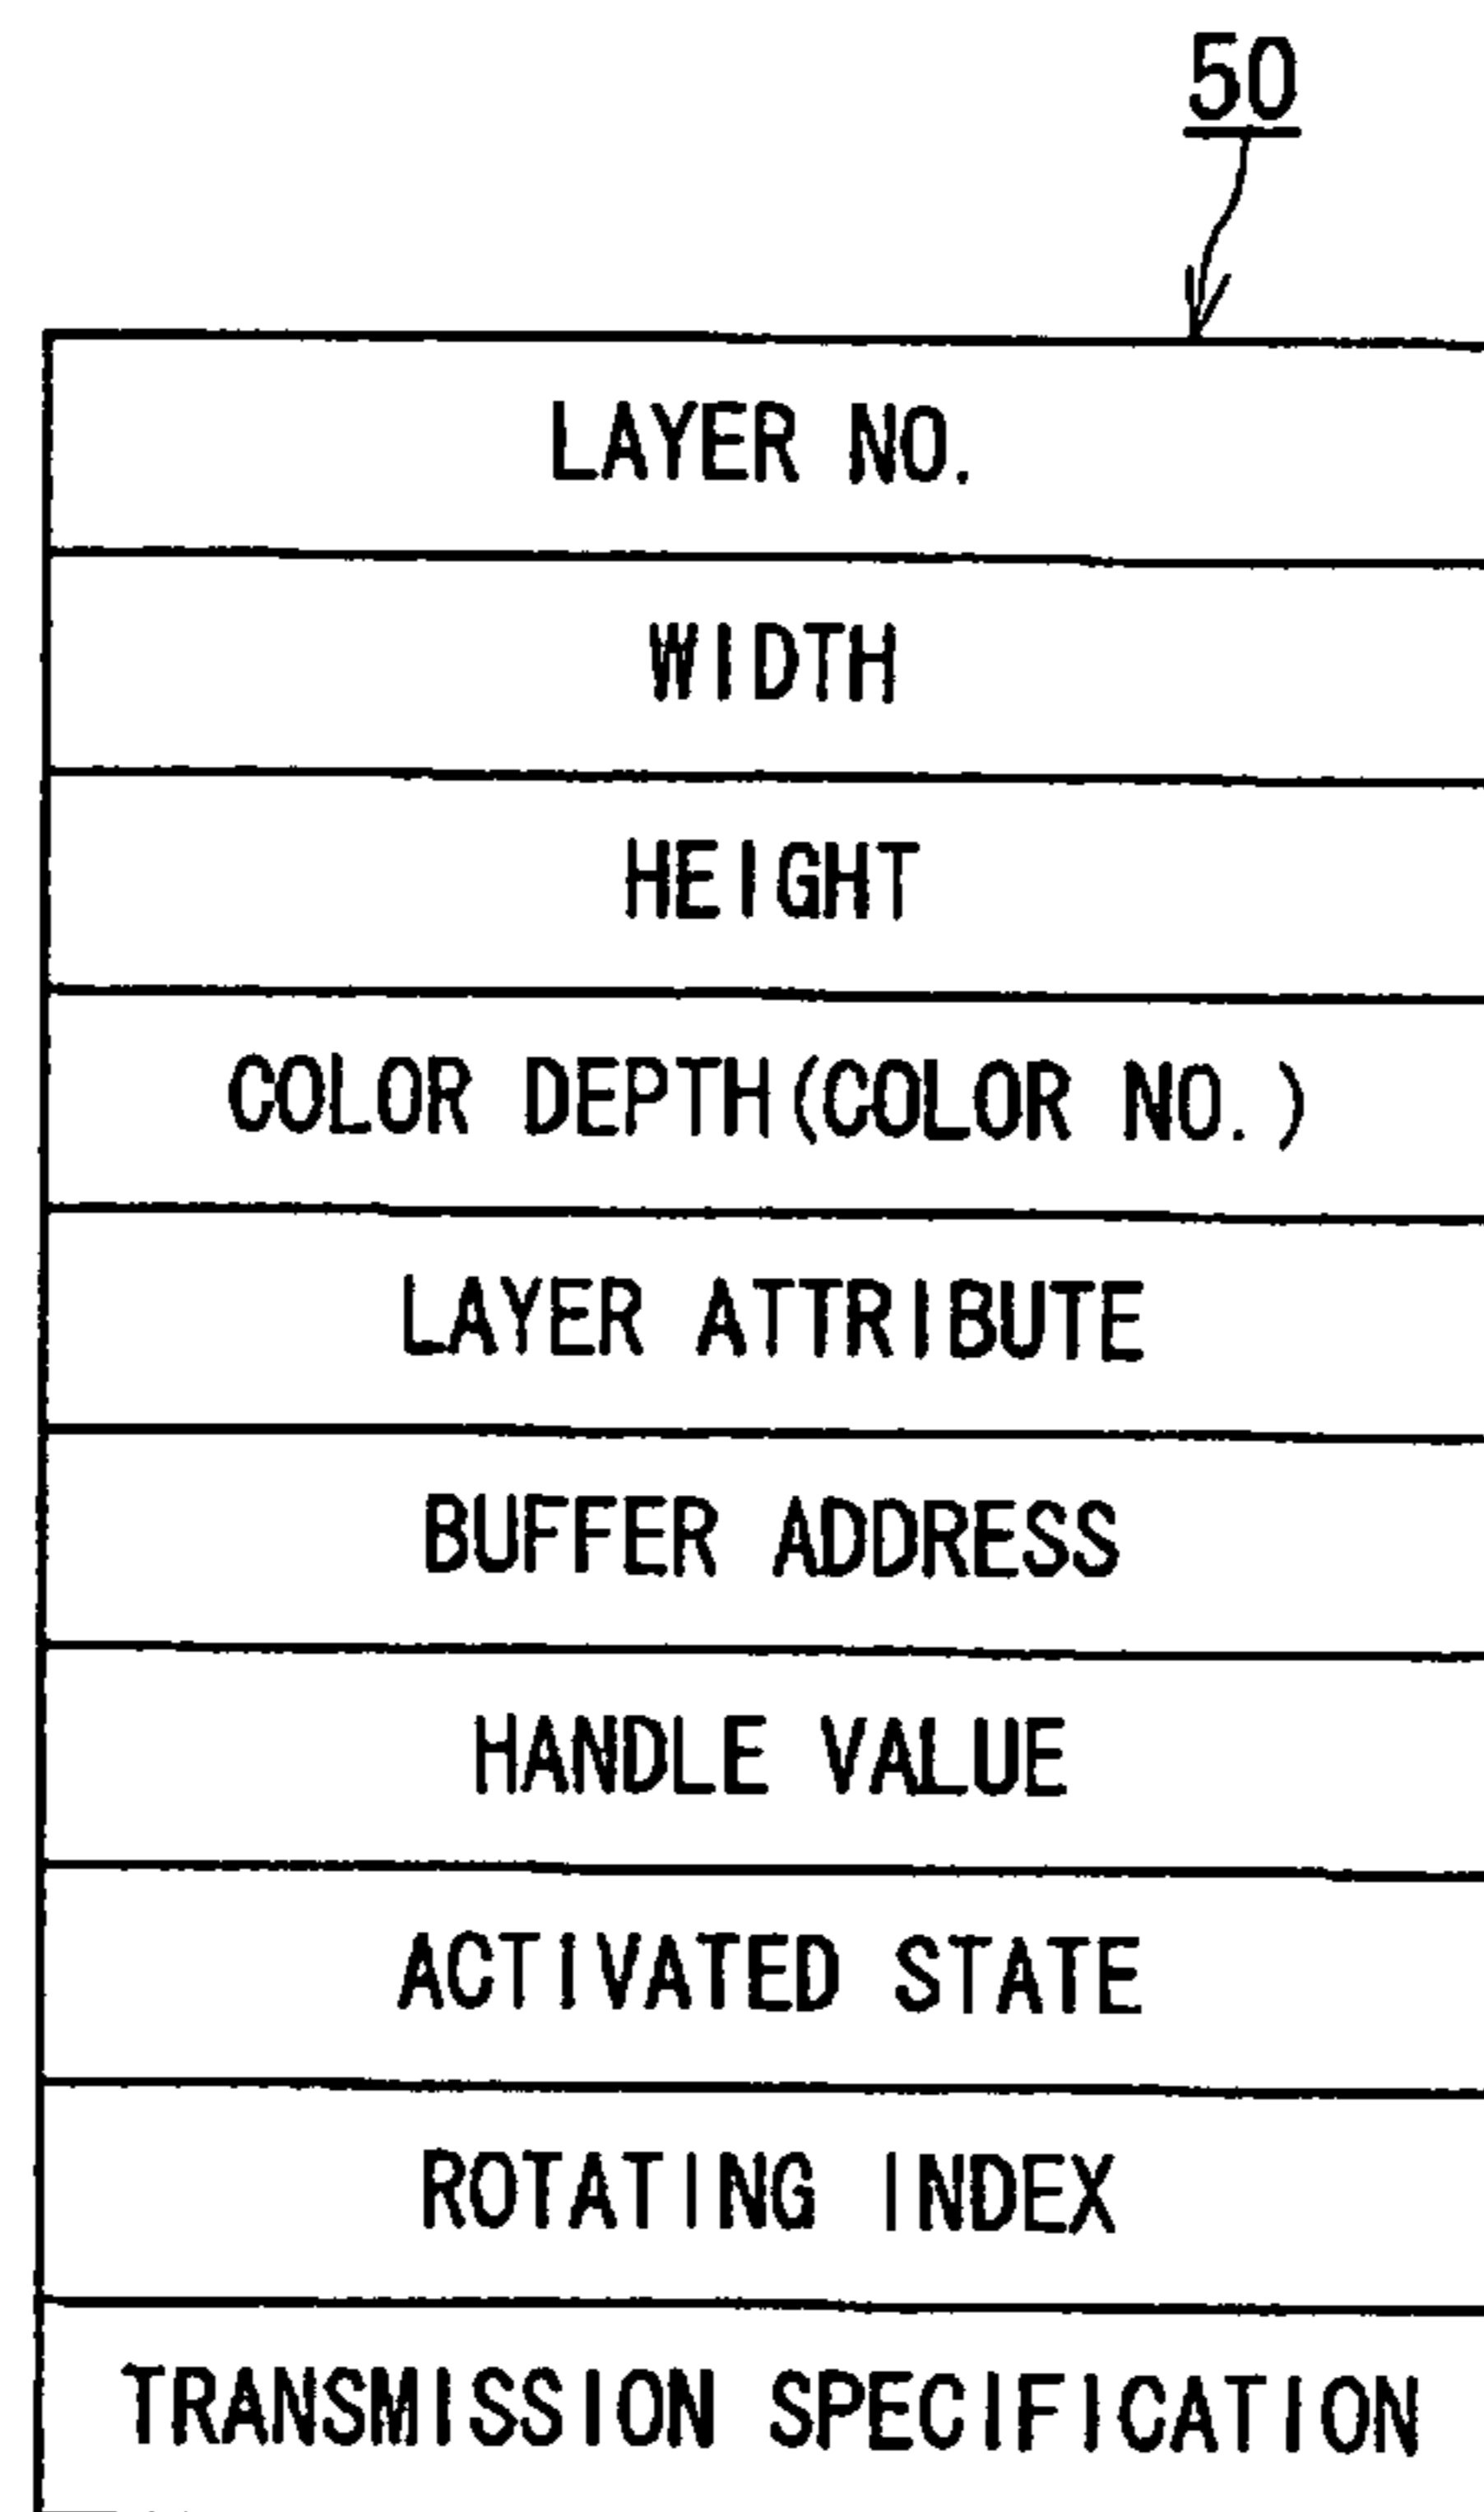 50
LAYER NO.
WIDTH
HEIGHT
COLOR DEPTH(COLOR NO.)
LAYER ATTRIBUTE
BUFFER ADDRESS
HANDLE VALUE
ACTIVATED STATE
ROTATING INDEX
TRANSMISSION SPECIFICATION